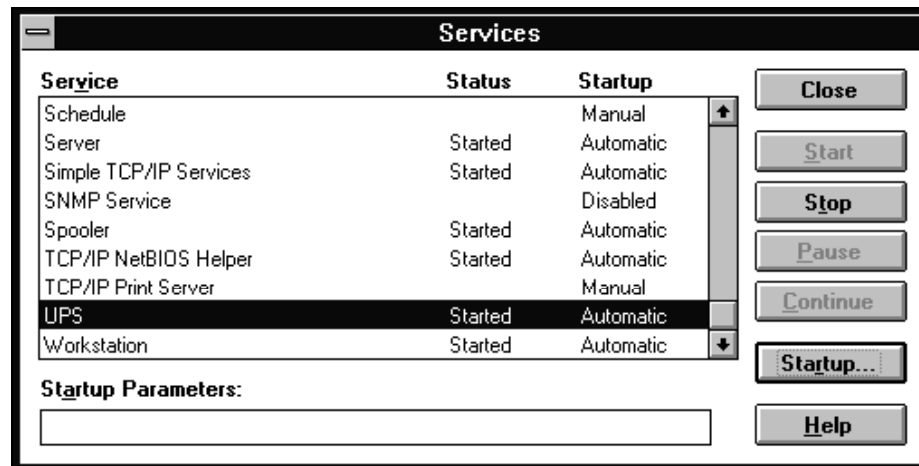 Services
Service Status Startup
Schedule Manual
Server Started Automatic
Simple TCP/IP Services Started Automatic
SNMP Service Disabled
Spooler Started Automatic
TCP/IP NetBIOS Helper Started Automatic
TCP/IP Print Server Manual
UPS Started Automatic
Workstation Started Automatic
Startup Parameters:
Close
Start
Stop
Pause
Continue
Startup...
Help